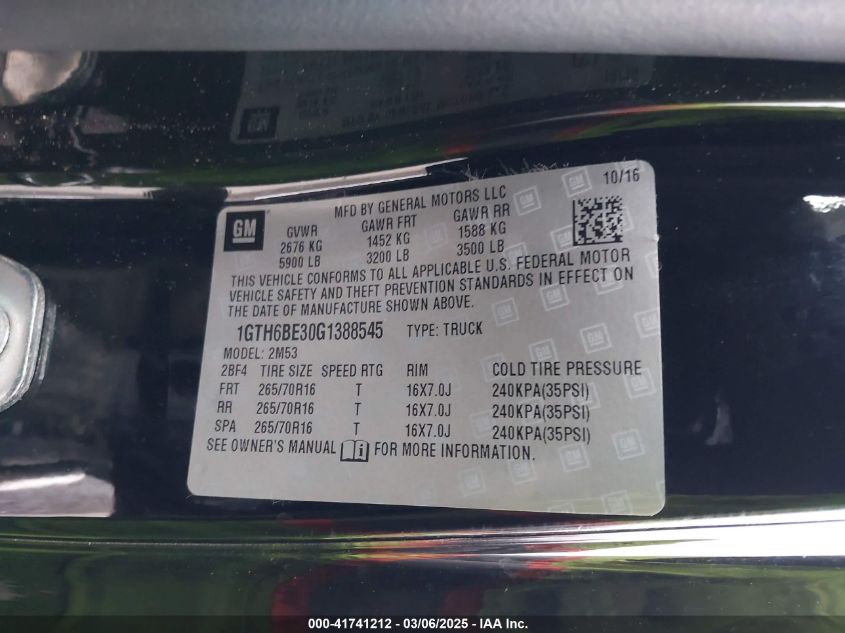 10/16
MFD BY GENERAL MOTORS LLC
GM
GVWR GAWR FRT GAWR RR
2676 KG 1452 KG 1588 KG
5900 LB 3200 LB 3500 LB
THIS VEHICLE CONFORMS TO ALL APPLICABLE U.S. FEDERAL MOTOR
VEHICLE SAFETY AND THEFT PREVENTION STANDARDS IN EFFECT ON
THE DATE OF MANUFACTURE SHOWN ABOVE.
1GTH6BE30G1388545 TYPE: TRUCK
MODEL: 2M53
2BF4 TIRE SIZE SPEED RTG RIM COLD TIRE PRESSURE
FRT 265/70R16 T 16X7.0J 240KPA(35PSI)
RR 265/70R16 T 16X7.0J 240KPA(35PSI)
SPA 265/70R16 T 16X7.0J 240KPA(35PSI)
SEE OWNER'S MANUAL FOR MORE INFORMATION.
000-41741212 - 03/06/2025 - IAA Inc.